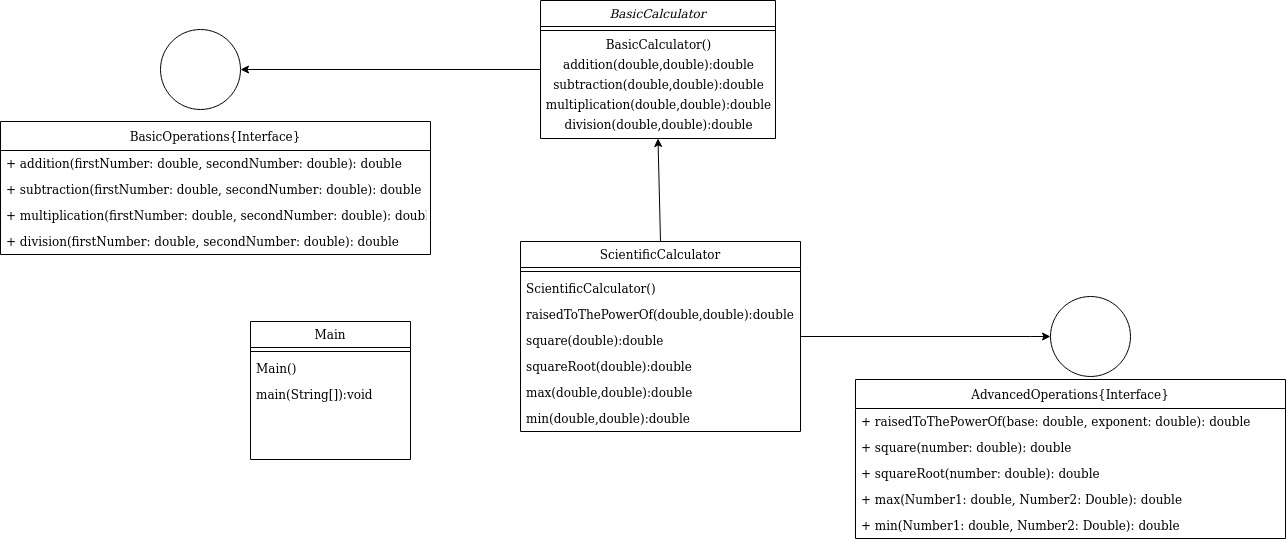 BasicCalculator
BasicCalculator()
addition(double,double):double
subtraction(double,double):double
multiplication(double,double):double
division(double,double):double
BasicOperations{Interface}
+ addition(firstNumber: double, secondNumber: double): double
+ subtraction(firstNumber: double, secondNumber: double): double
+ multiplication(firstNumber: double, secondNumber: double): doub
+ division(firstNumber: double, secondNumber: double): double
ScientificCalculator
ScientificCalculator()
raisedToThePowerOf(double,double):double
square(double):double
squareRoot(double):double
max(double,double):double
min(double,double):double
Main
Main()
main(String[]):void
AdvancedOperations{Interface}
+ raisedToThePowerOf(base: double, exponent: double): double
+ square(number: double): double
+ squareRoot(number: double): double
+ max(Number1: double, Number2: Double): double
+ min(Number1: double, Number2: Double): double